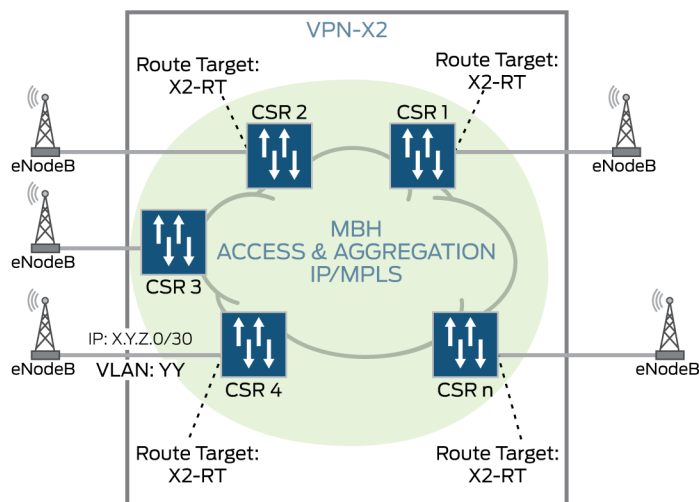 VPN-X2
Route Target:
X2-RT
Route Target:
X2-RT
CSR 2
CSR 1
eNodeB
eNodeB
eNodeB
CSR 3
MBH
ACCESS & AGGREGATION
IP/MPLS
IP: X.Y.Z.0/30
VLAN: YY
eNodeB
CSR 4
CSR n
eNodeB
Route Target:
X2-RT
Route Target:
X2-RT